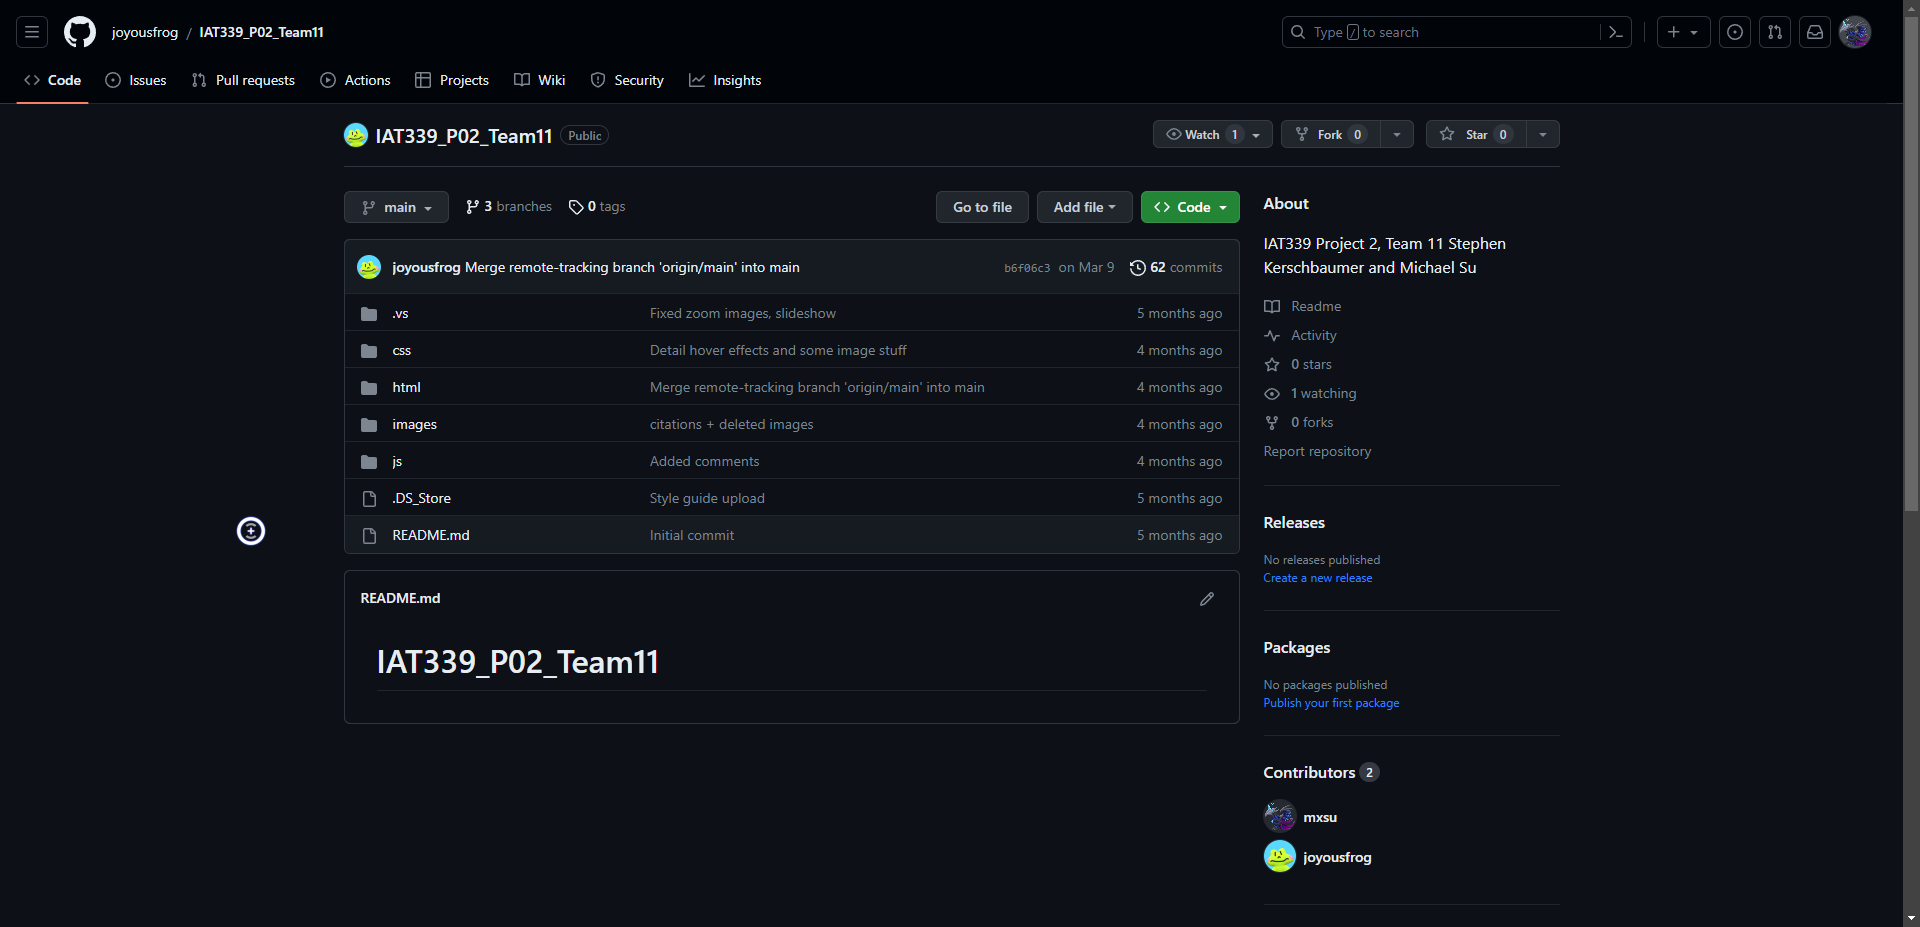 joyousfrog / IAT339_P02_Team11
Type / to search
Code Issues Pull requests Actions Projects Wiki Security Insights
IAT339_P02_Team11 Public
Watch 1 Fork 0 Star 0
main 3 branches 0 tags
Go to file Add file Code
joyousfrog Merge remote-tracking branch 'origin/main' into main b6f06c3 on Mar 9 62 commits
.vs Fixed zoom images, slideshow 5 months ago
css Detail hover effects and some image stuff 4 months ago
html Merge remote-tracking branch 'origin/main' into main 4 months ago
images citations + deleted images 4 months ago
js Added comments 4 months ago
.DS_Store Style guide upload 5 months ago
README.md Initial commit 5 months ago
README.md
IAT339_P02_Team11
About
IAT339 Project 2, Team 11 Stephen
Kerschbaumer and Michael Su
Readme
Activity
0 stars
1 watching
0 forks
Report repository
Releases
No releases published
Create a new release
Packages
No packages published
Publish your first package
Contributors 2
mxsu
joyousfrog